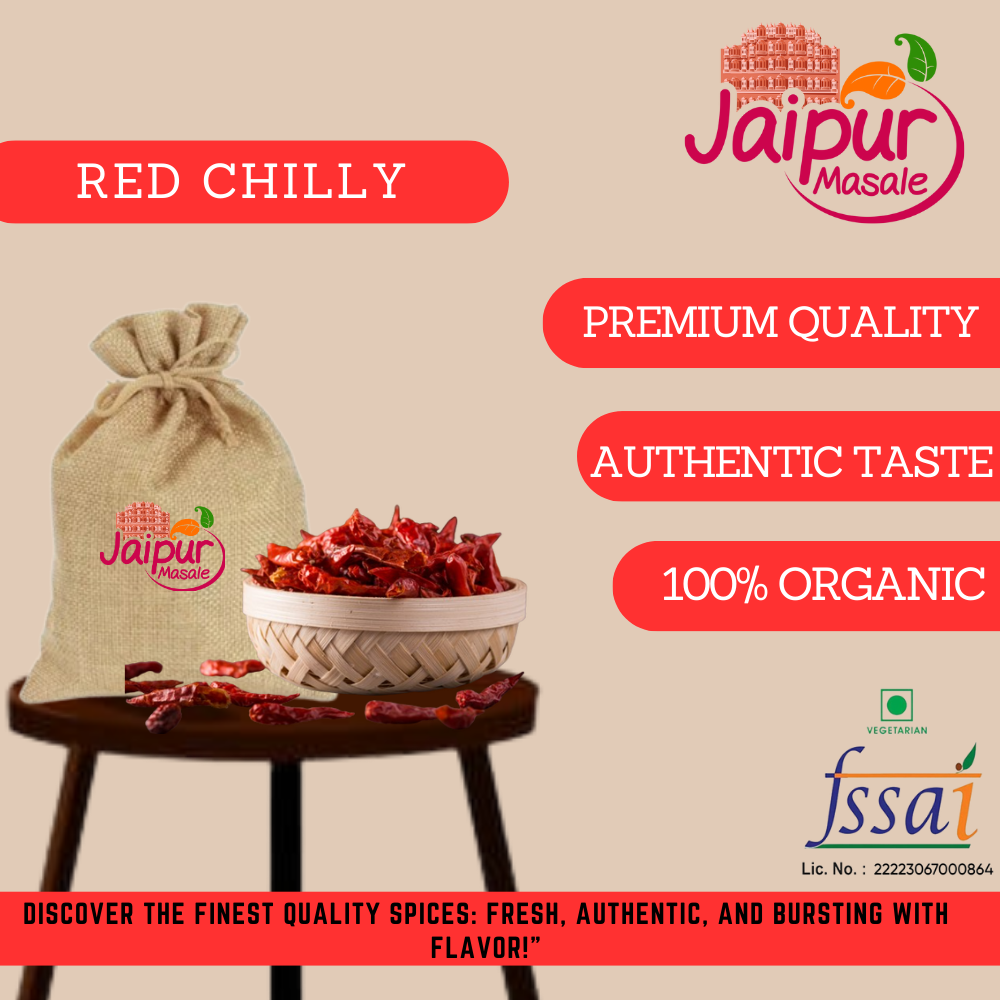 Jaipur
Masale
RED CHILLY
PREMIUM QUALITY
AUTHENTIC TASTE
100% ORGANIC
Jaipur
Masale
VEGETARIAN
fssai
Lic. No. : 22223067000864
DISCOVER THE FINEST QUALITY SPICES: FRESH, AUTHENTIC, AND BURSTING WITH
FLAVOR!”